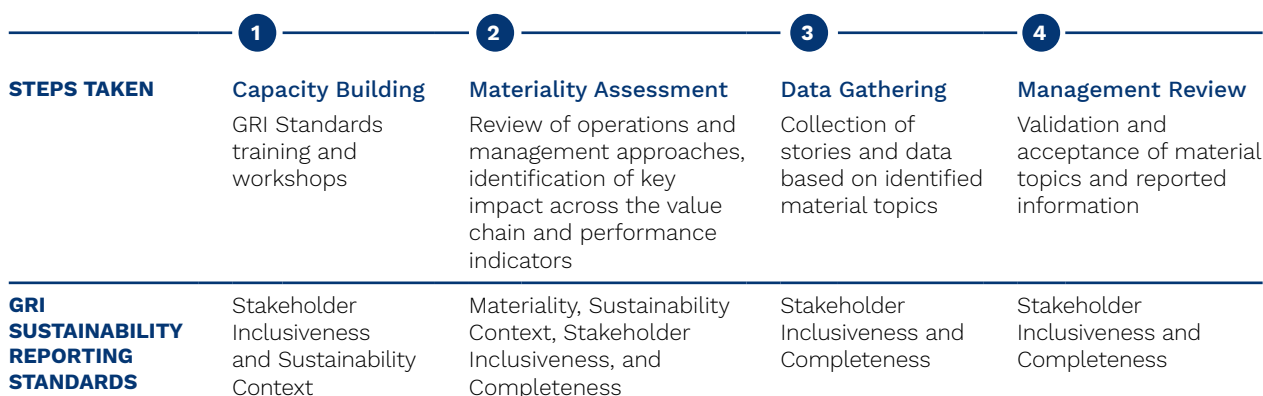 1
2
3
4
STEPS TAKEN
Capacity Building
GRI Standards
training and
workshops
Materiality Assessment
Review of operations and
management approaches,
identification of key
impact across the value
chain and performance
indicators
Data Gathering
Collection of
stories and data
based on identified
material topics
Management Review
Validation and
acceptance of material
topics and reported
information
GRI
SUSTAINABILITY
REPORTING
STANDARDS
Stakeholder
Inclusiveness
and Sustainability
Context
Materiality, Sustainability
Context, Stakeholder
Inclusiveness, and
Completeness
Stakeholder
Inclusiveness and
Completeness
Stakeholder
Inclusiveness and
Completeness